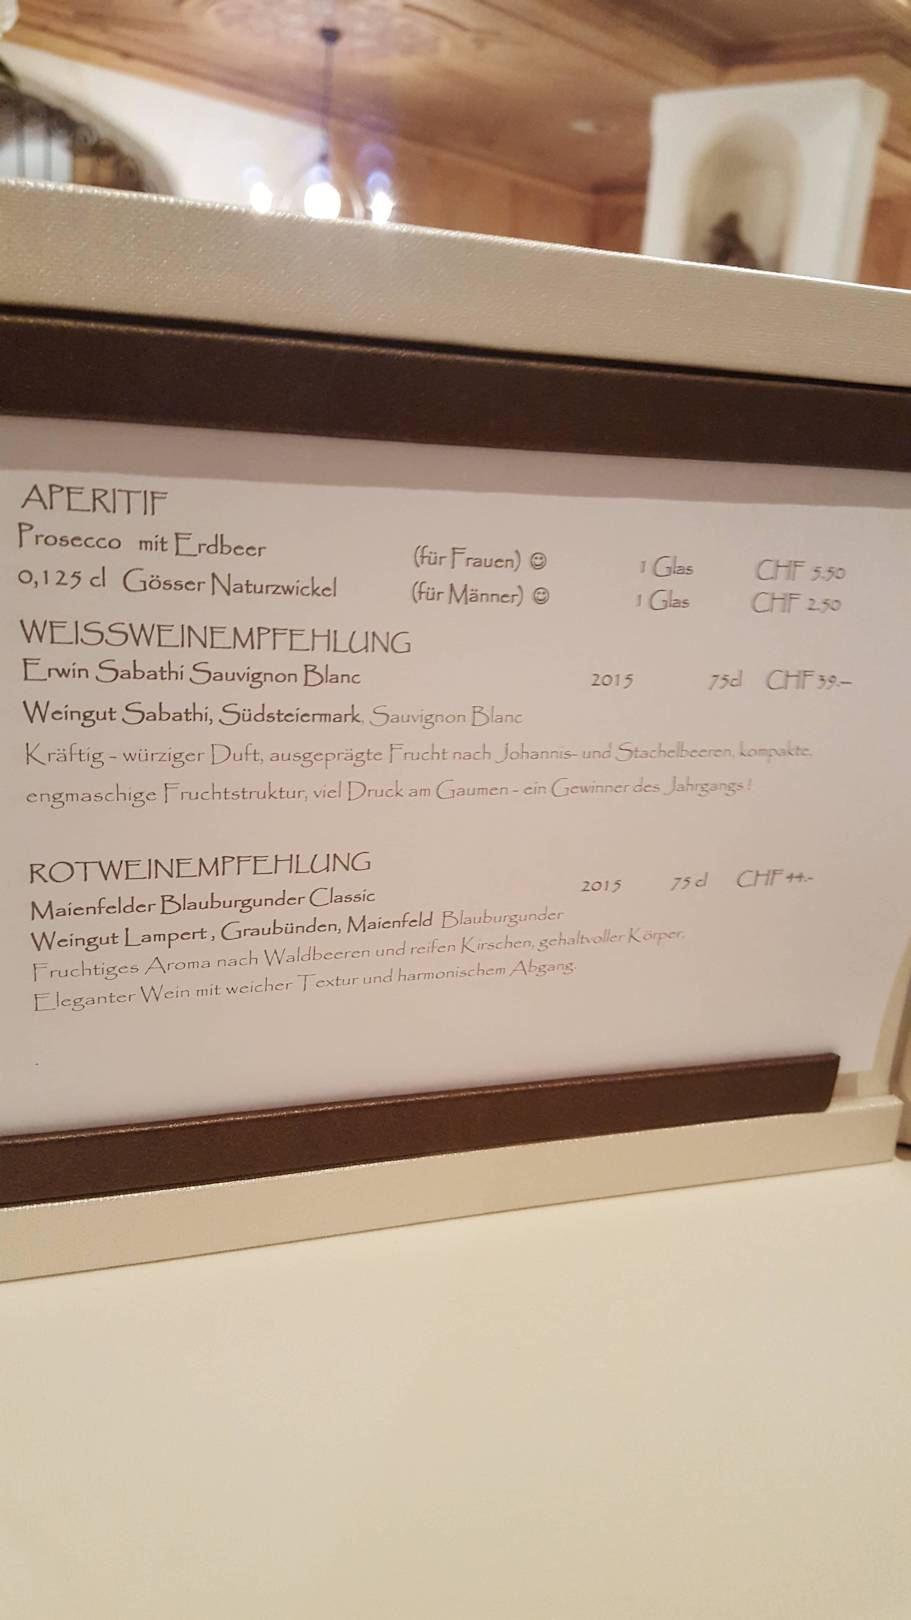 APERITIF
Prosecco mit Erdbeer (für Frauen) ☺ 1 Glas CHF 5.50
0,125 cl Gösser Naturzwickel (für Männer) ☺ 1 Glas CHF 2.50
WEISSWEINEMPFEHLUNG
Erwin Sabathi Sauvignon Blanc 2015 75cl CHF 39.–
Weingut Sabathi, Südsteiermark, Sauvignon Blanc
Kräftig - würziger Duft, ausgeprägte Frucht nach Johannis- und Stachelbeeren, kompakte,
engmaschige Fruchtstruktur, viel Druck am Gaumen - ein Gewinner des Jahrgangs!
ROTWEINEMPFEHLUNG
Maienfelder Blauburgunder Classic 2015 75 cl CHF 44.-
Weingut Lampert, Graubünden, Maienfeld Blauburgunder
Fruchtiges Aroma nach Waldbeeren und reifen Kirschen, gehaltvoller Körper.
Eleganter Wein mit weicher Textur und harmonischem Abgang.